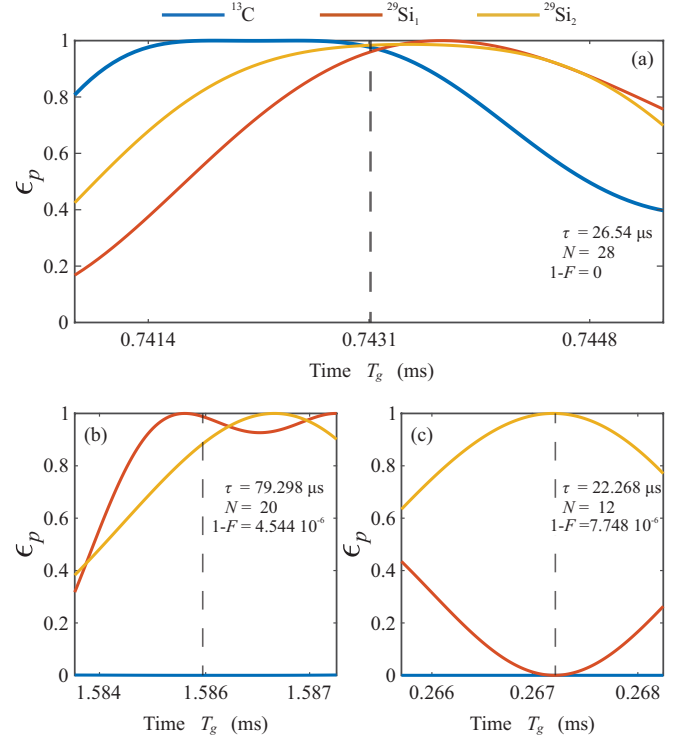 ¹³C ²⁹Si₁ ²⁹Si₂
(a)
1
0.8
0.6
0.4
0.2
0
ϵₚ
τ = 26.54 μs
N = 28
1-F = 0
0.7414 0.7431 0.7448
Time T_g (ms)
(b)
1
0.8
0.6
0.4
0.2
0
ϵₚ
τ = 79.298 μs
N = 20
1-F = 4.544 10⁻⁶
1.584 1.586 1.587
Time T_g (ms)
(c)
1
0.8
0.6
0.4
0.2
0
ϵₚ
τ = 22.268 μs
N = 12
1-F = 7.748 10⁻⁶
0.266 0.267 0.268
Time T_g (ms)